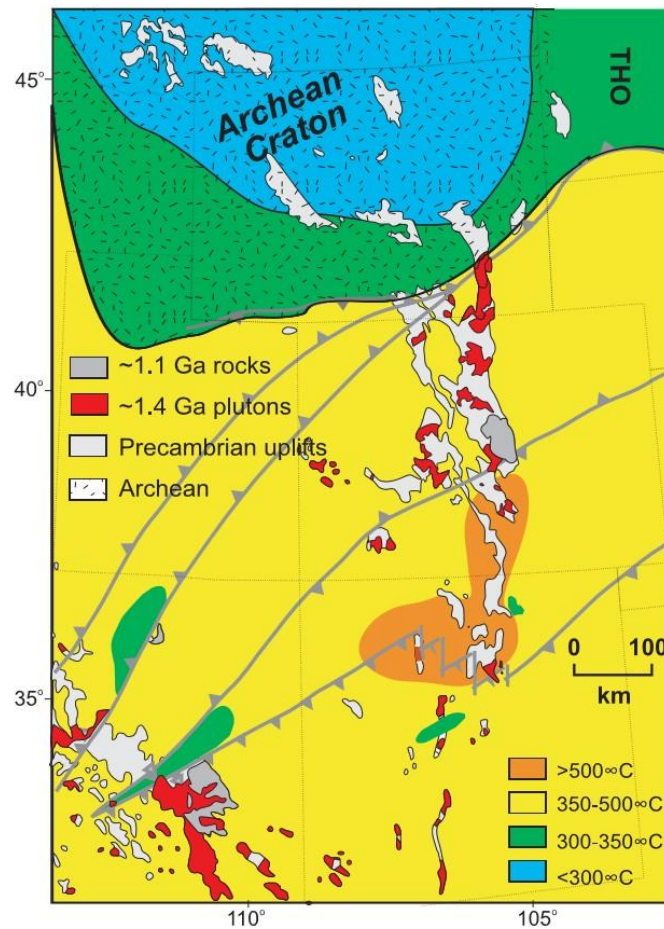 45°
Archean
Craton
THO
~1.1 Ga rocks
40°
~1.4 Ga plutons
Precambrian uplifts
Archean
0 100
km
35°
>500∞C
350-500∞C
300-350∞C
<300∞C
110° 105°